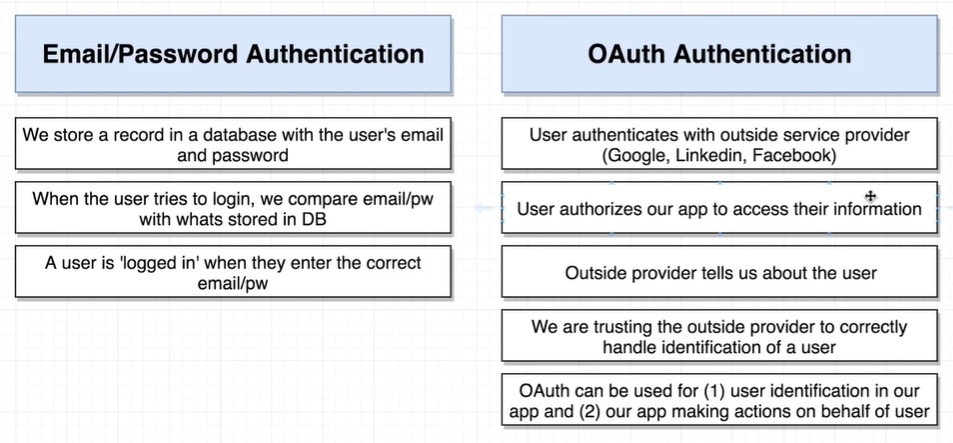 Email/Password Authentication
We store a record in a database with the user's email
and password
When the user tries to login, we compare email/pw
with whats stored in DB
A user is 'logged in' when they enter the correct
email/pw
OAuth Authentication
User authenticates with outside service provider
(Google, Linkedin, Facebook)
User authorizes our app to access their information
Outside provider tells us about the user
We are trusting the outside provider to correctly
handle identification of a user
OAuth can be used for (1) user identification in our
app and (2) our app making actions on behalf of user